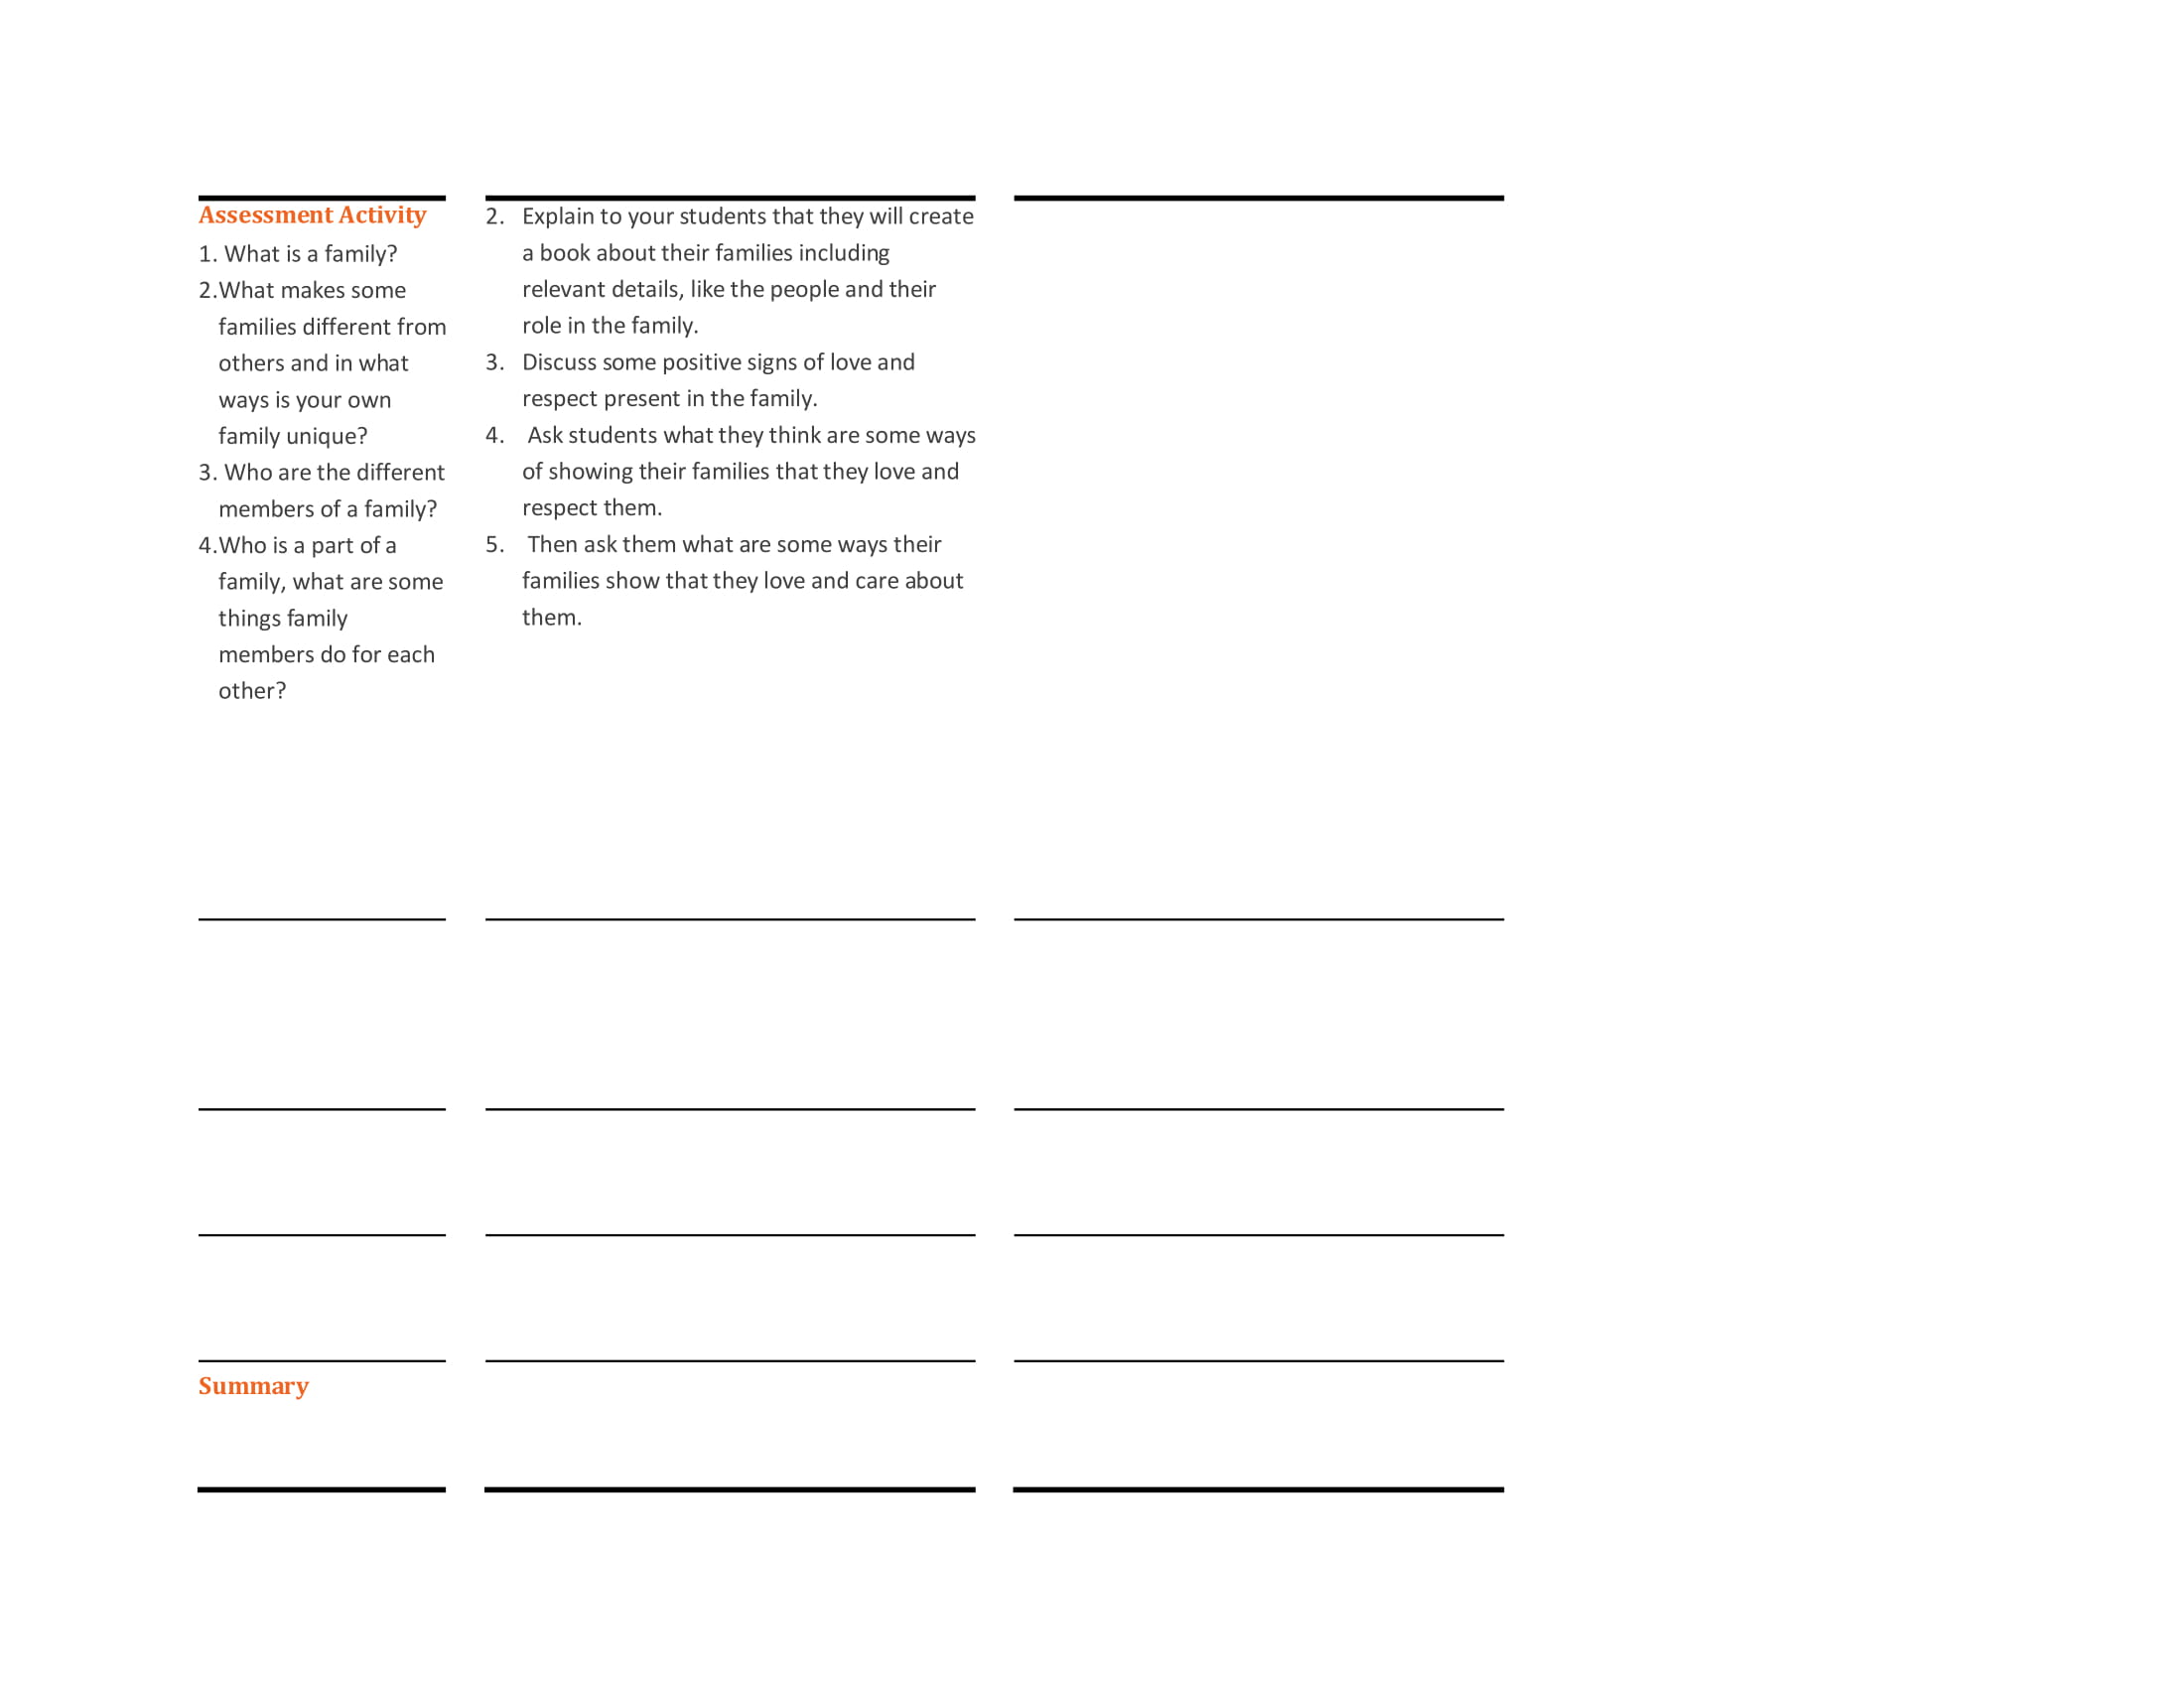 Assessment Activity
1. What is a family?
2.What makes some
families different from
others and in what
ways is your own
family unique?
3. Who are the different
members of a family?
4.Who is a part of a
family, what are some
things family
members do for each
other?
2. Explain to your students that they will create
a book about their families including
relevant details, like the people and their
role in the family.
3. Discuss some positive signs of love and
respect present in the family.
4. Ask students what they think are some ways
of showing their families that they love and
respect them.
5. Then ask them what are some ways their
families show that they love and care about
them.
Summary